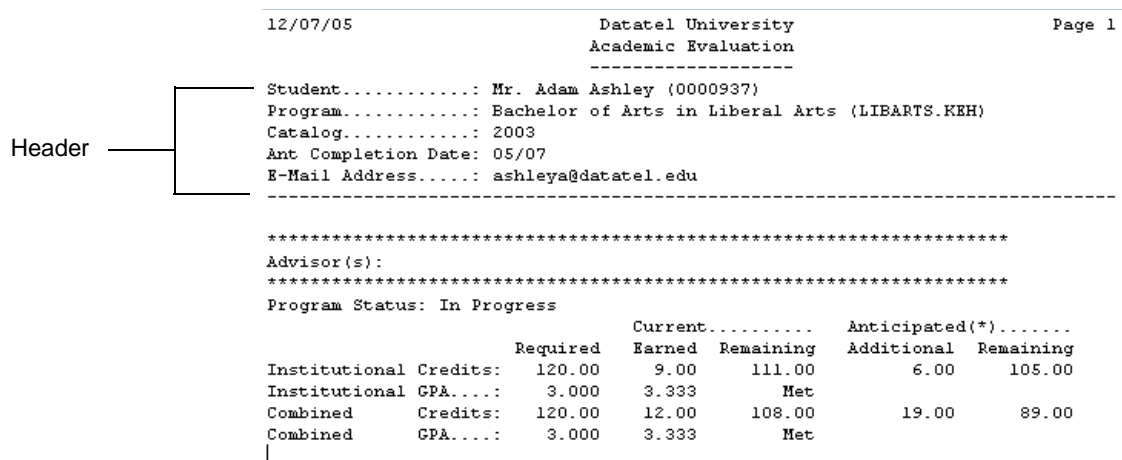 12/07/05 Datatel University Page 1
Academic Evaluation
-------------------
Header
Student............: Mr. Adam Ashley (0000937)
Program............: Bachelor of Arts in Liberal Arts (LIBARTS.KEH)
Catalog............: 2003
Ant Completion Date: 05/07
E-Mail Address.....: ashleya@datatel.edu
-------------------------------------------------------------------------------
*********************************************************************
Advisor(s):
*********************************************************************
Program Status: In Progress
Current.......... Anticipated(*).......
Required Earned Remaining Additional Remaining
Institutional Credits: 120.00 9.00 111.00 6.00 105.00
Institutional GPA....: 3.000 3.333 Met
Combined Credits: 120.00 12.00 108.00 19.00 89.00
Combined GPA....: 3.000 3.333 Met